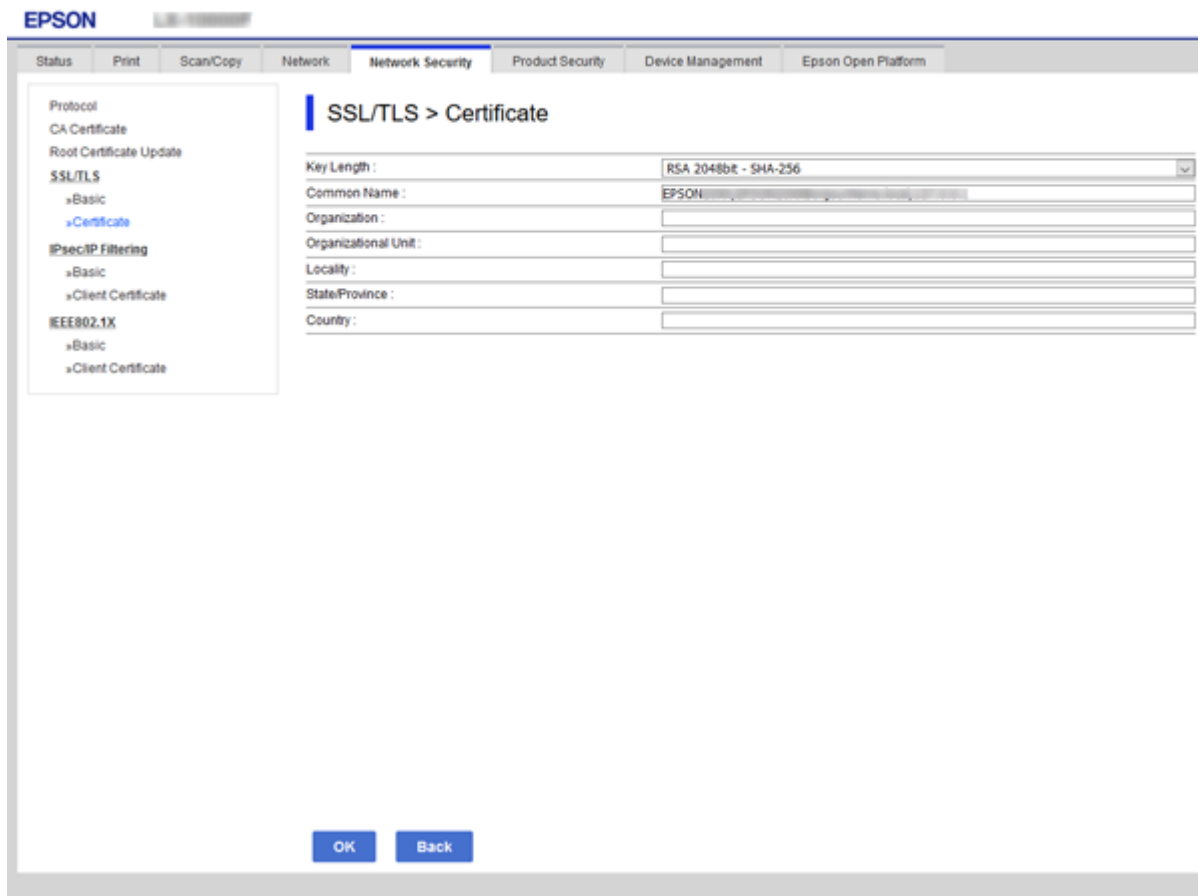 EPSON
Status Print Scan/Copy Network Network Security Product Security Device Management Epson Open Platform
Protocol
CA Certificate
Root Certificate Update
SSL/TLS
»Basic
»Certificate
IPsec/IP Filtering
»Basic
»Client Certificate
IEEE802.1X
»Basic
»Client Certificate
SSL/TLS > Certificate
Key Length : RSA 2048bit - SHA-256
Common Name : EPSON
Organization :
Organizational Unit :
Locality :
State/Province :
Country :
OK Back